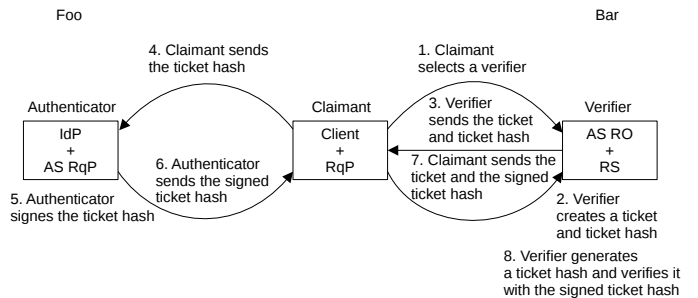 Foo
Bar
4. Claimant sends
the ticket hash
1. Claimant
selects a verifier
Authenticator
Claimant
Verifier
3. Verifier
sends the ticket
and ticket hash
IdP
+
AS RqP
Client
+
RqP
AS RO
+
RS
6. Authenticator
sends the signed
ticket hash
7. Claimant sends the
ticket and the signed
ticket hash
5. Authenticator
signes the ticket hash
2. Verifier
creates a ticket
and ticket hash
8. Verifier generates
a ticket hash and verifies it
with the signed ticket hash